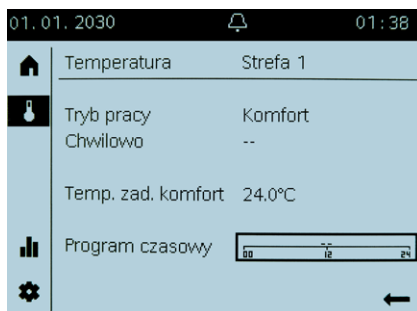 01.01.2030 01:38
Temperatura Strefa 1
Tryb pracy Komfort
Chwilowo --
Temp. zad. komfort 24.0°C
Program czasowy --
00 12 24